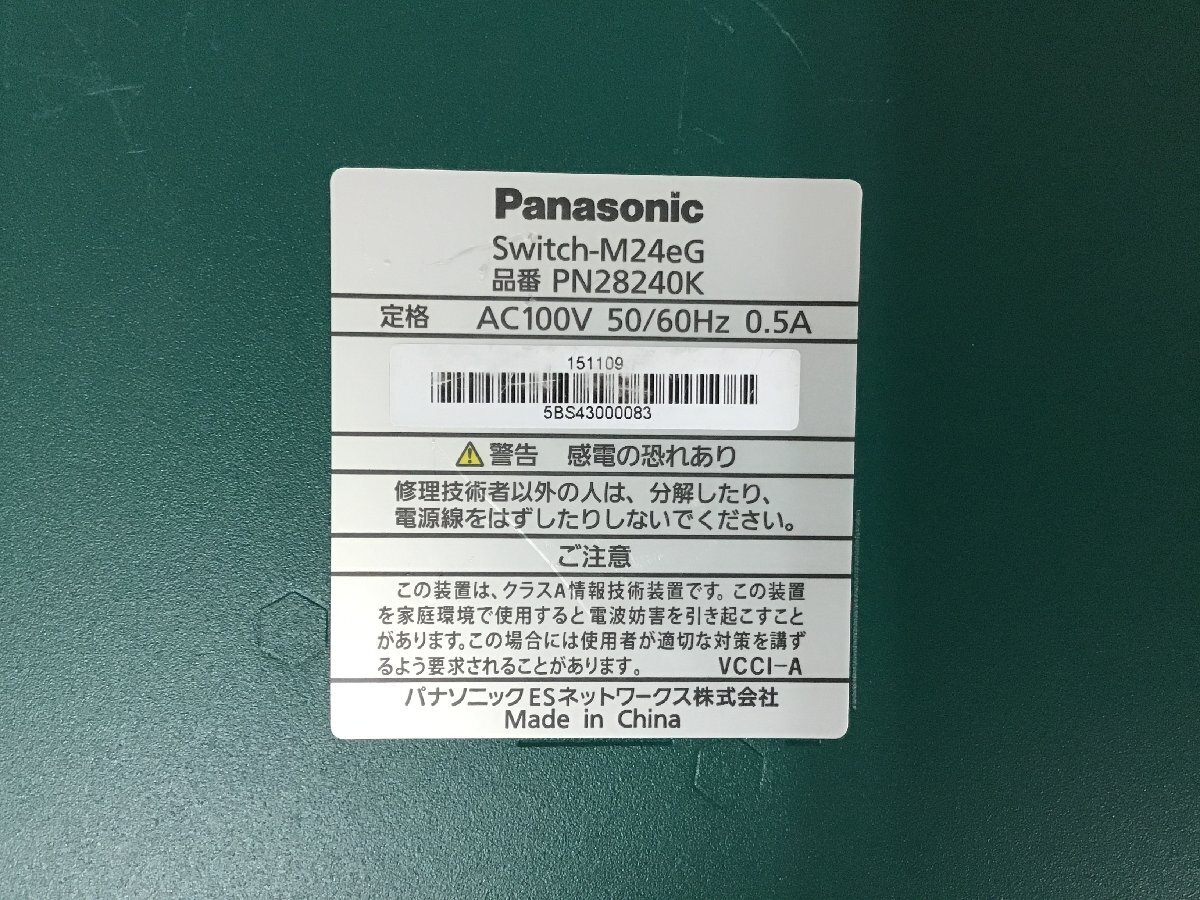 Panasonic
Switch-M24eG
品番 PN28240K
定格 AC100V 50/60Hz 0.5A
151109
5BS43000083
警告 感電の恐れあり
修理技術者以外の人は、分解したり、
電源線をはずしたりしないでください。
ご注意
この装置は、クラスA情報技術装置です。この装置
を家庭環境で使用すると電波妨害を引き起こすこと
があります。この場合には使用者が適切な対策を講ず
るよう要求されることがあります。 VCCI-A
パナソニックESネットワークス株式会社
Made in China